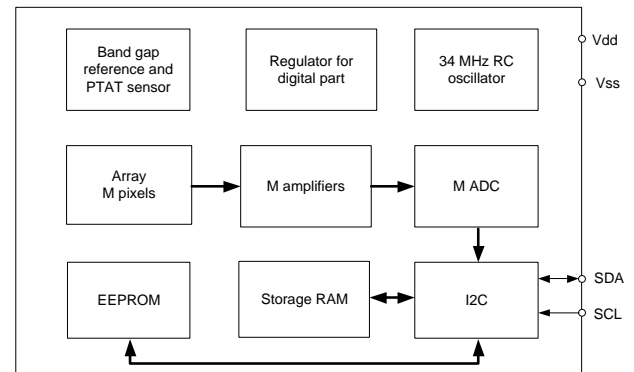 Band gap
reference and
PTAT sensor
Regulator for
digital part
34 MHz RC
oscillator
Vdd
Vss
Array
M pixels
M amplifiers
M ADC
EEPROM
Storage RAM
I2C
SDA
SCL